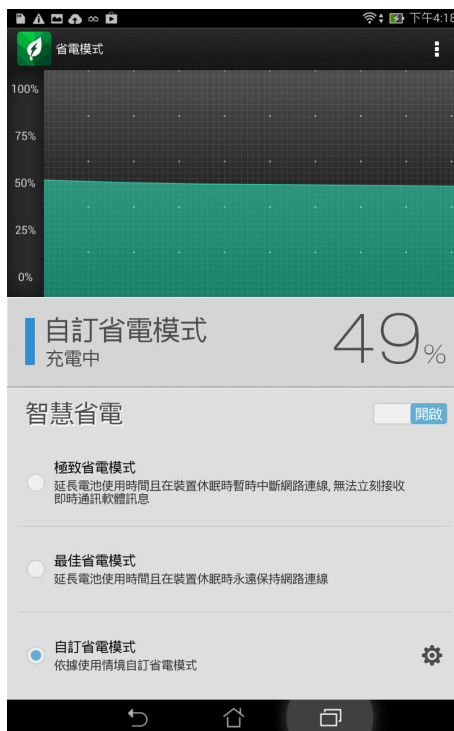 下午4:18
省電模式
100%
75%
50%
25%
0%
自訂省電模式
充電中
49%
智慧省電
開啟
極致省電模式
延長電池使用時間且在裝置休眠時暫時中斷網路連線, 無法立刻接收
即時通訊軟體訊息
最佳省電模式
延長電池使用時間且在裝置休眠時永遠保持網路連線
自訂省電模式
依據使用情境自訂省電模式